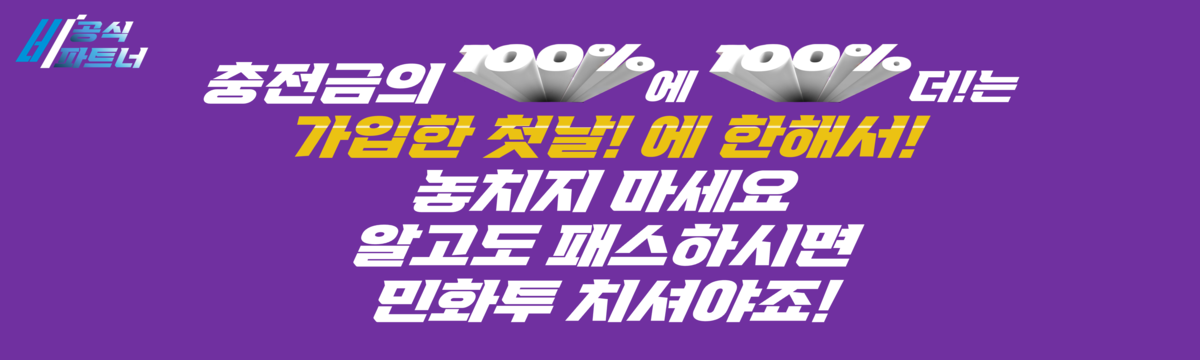 비공식
파트너
충전금의 100%에 100% 더!는
가입한 첫날! 에 한해서!
놓치지 마세요
알고도 패스하시면
민화투 치셔야죠!